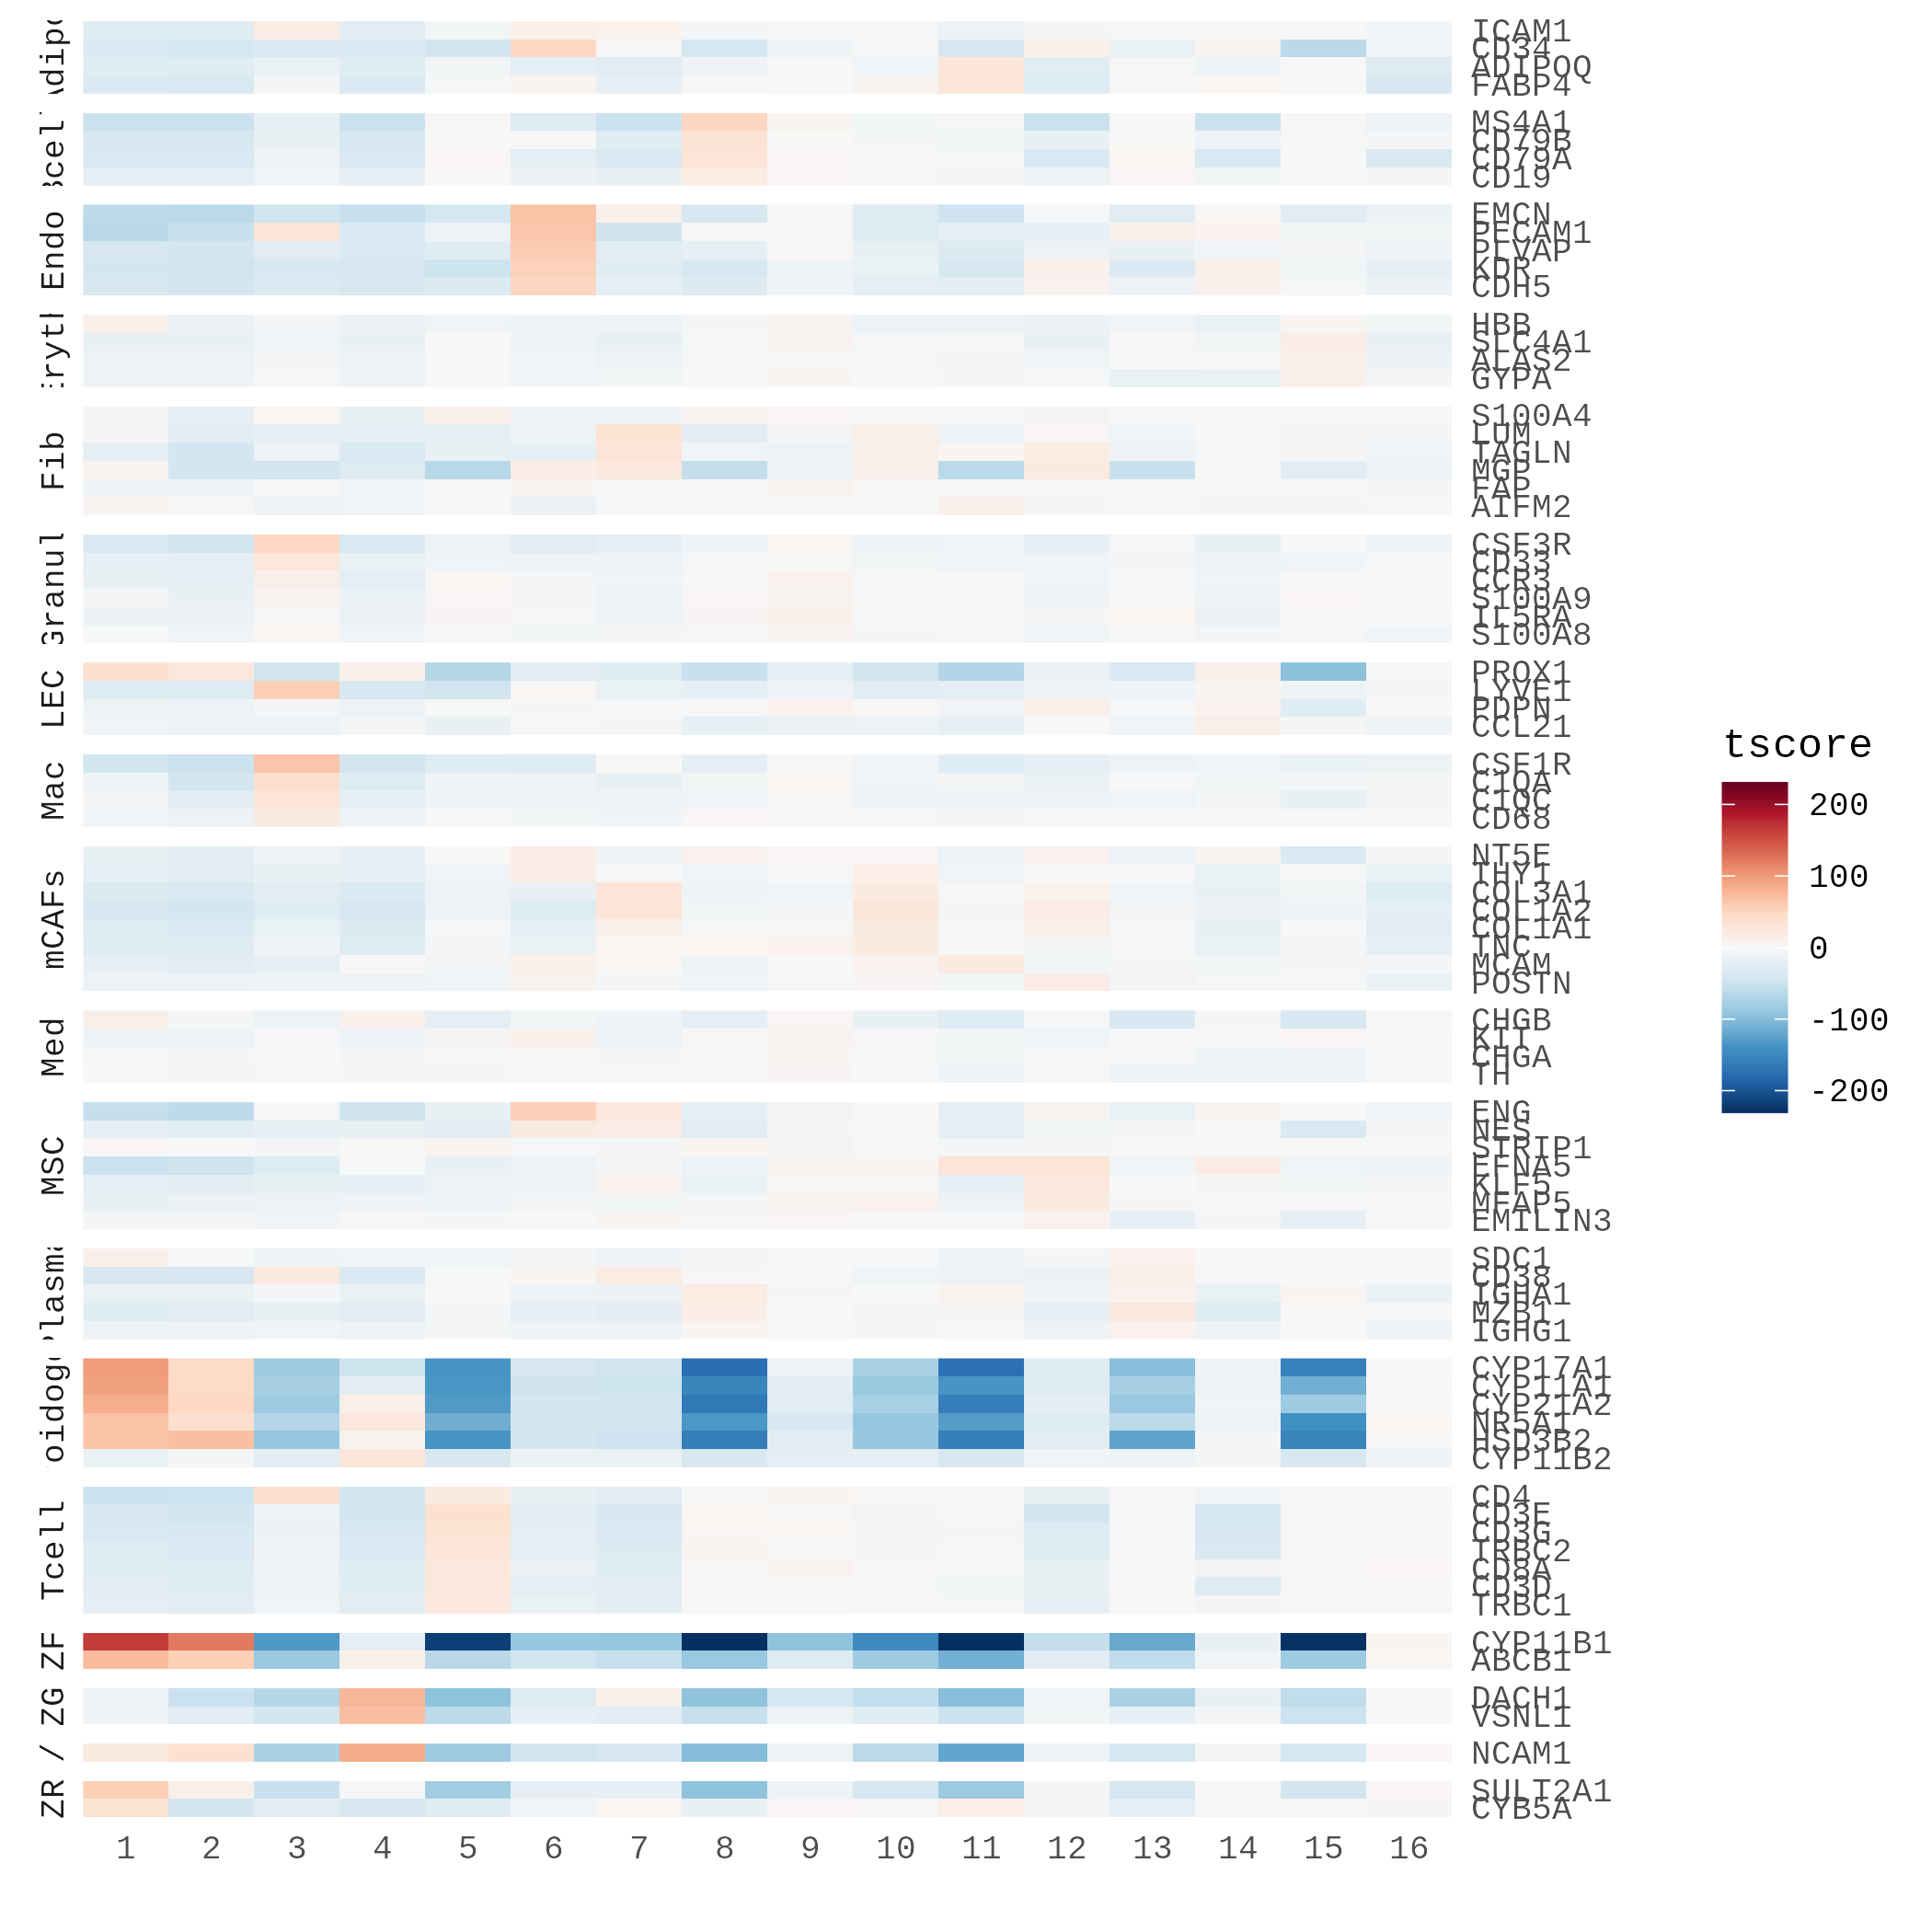 ICAM1
CD34
ADIPOQ
FABP4
MS4A1
CD79B
CD79A
CD19
Endo
EMCN
PECAM1
PLVAP
KDR
CDH5
HBB
SLC4A1
ALAS2
GYPA
Fib
S100A4
LUM
TAGLN
MGP
FAP
AIFM2
Granul
CSF3R
CD33
CCR3
S100A9
IL5RA
S100A8
LEC
PROX1
LYVE1
PDPN
CCL21
Mac
CSF1R
C1QA
C1QC
CD68
mCAFs
NT5E
THY1
COL3A1
COL1A2
COL1A1
TNC
MCAM
POSTN
Med
CHGB
KIT
CHGA
TH
MSC
ENG
NES
STRIP1
EFNA5
KLF5
MFAP5
EMILIN3
SDC1
CD38
IGHA1
MZB1
IGHG1
oidog
CYP17A1
CYP11A1
CYP21A2
NR5A1
HSD3B2
CYP11B2
Tcell
CD4
CD3E
CD3G
TRBC2
CD8A
CD3D
TRBC1
ZF
CYP11B1
ABCB1
ZG
DACH1
VSNL1
/
NCAM1
ZR
SULT2A1
CYB5A
1 2 3 4 5 6 7 8 9 10 11 12 13 14 15 16
tscore
200
100
0
-100
-200